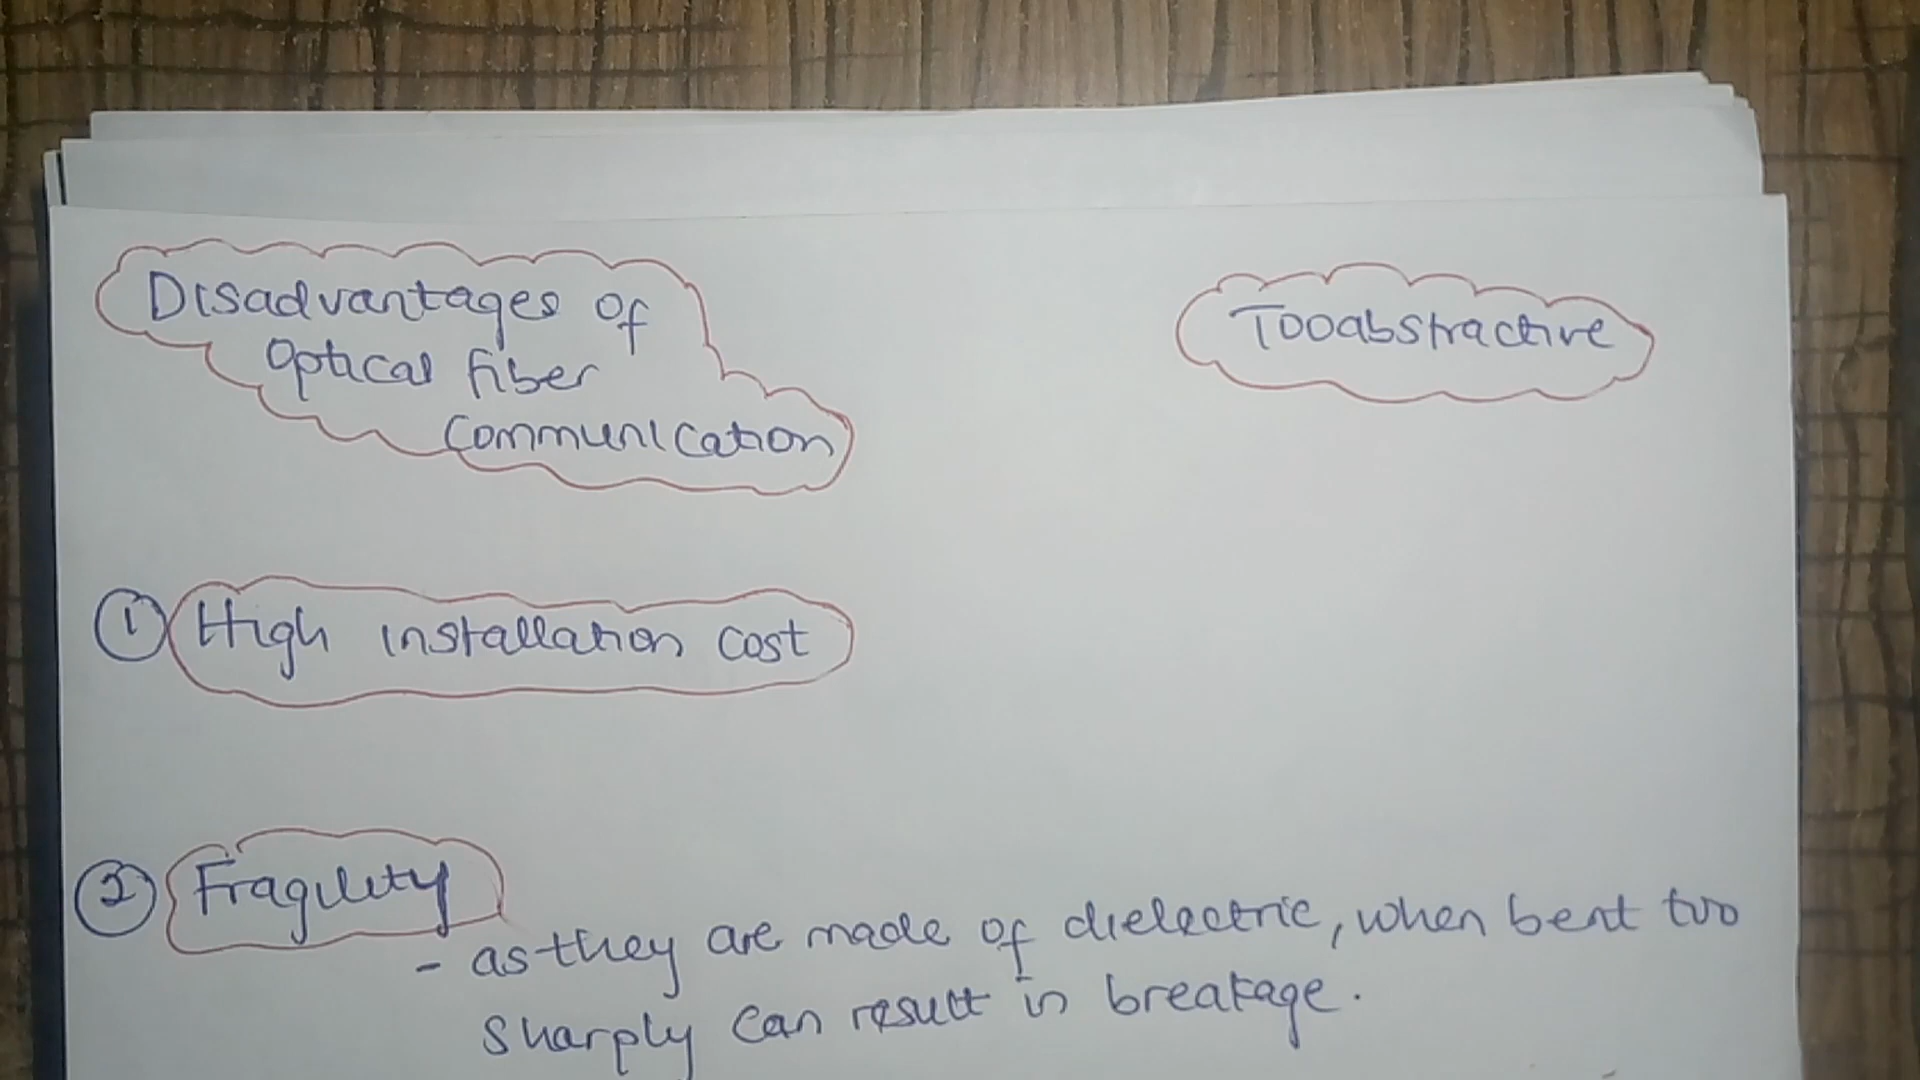 Disadvantages of
Optical fiber
Communication
Tooabstractive
① High installation cost
② Fragility
- as they are made of dielectric, when bent too
sharply can result in breakage.